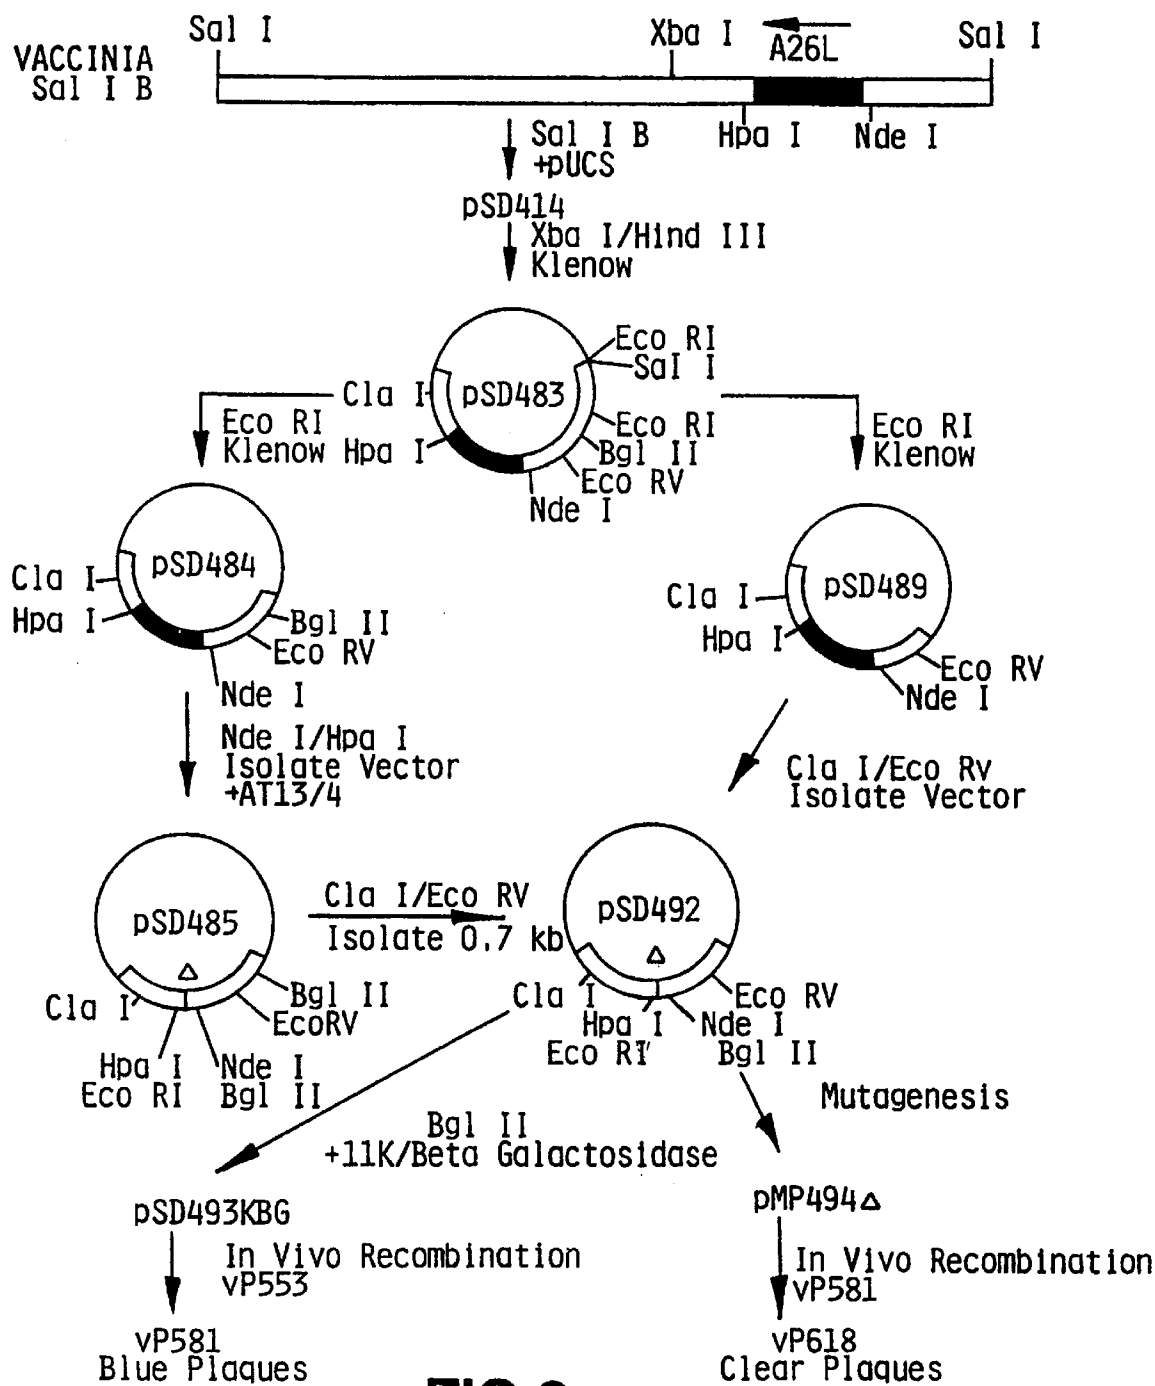 Sal I
Xba I
A26L
Sal I
VACCINIA
Sal I B
Hpa I
Nde I
Sal I B
+pUCS
pSD414
Xba I/Hind III
Klenow
Eco RI
Sal I
Cla I
pSD483
Eco RI
Klenow
Hpa I
Eco RI
Bgl II
Eco RV
Nde I
Eco RI
Klenow
pSD484
Cla I
Hpa I
Bgl II
Eco RV
Nde I
pSD489
Cla I
Hpa I
Eco RV
Nde I
Nde I/Hpa I
Isolate Vector
+AT13/4
Cla I/Eco Rv
Isolate Vector
pSD485
Δ
Cla I
Bgl II
EcoRV
Hpa I
Nde I
Eco RI
Bgl II
Cla I/Eco RV
Isolate 0.7 kb
pSD492
Δ
Cla I
Eco RV
Hpa I
Nde I
Eco RI
Bgl II
Mutagenesis
Bgl II
+11K/Beta Galactosidase
pSD493KBG
pMP494Δ
In Vivo Recombination
vP553
In Vivo Recombination
vP581
vP581
Blue Plaques
vP618
Clear Plaques